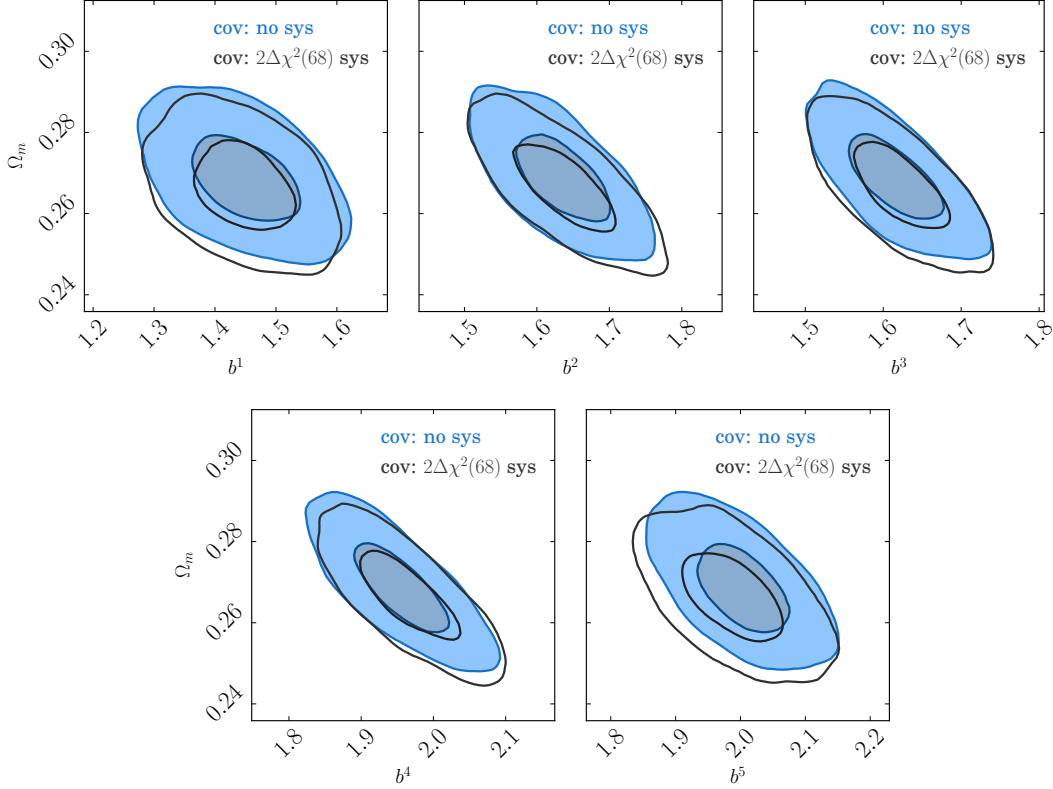 cov: no sys
cov: 2Δχ²(68) sys
0.30
0.28
0.26
0.24
Ωm
1.2 1.3 1.4 1.5 1.6
b¹
cov: no sys
cov: 2Δχ²(68) sys
1.5 1.6 1.7 1.8
b²
cov: no sys
cov: 2Δχ²(68) sys
1.5 1.6 1.7 1.8
b³
cov: no sys
cov: 2Δχ²(68) sys
0.30
0.28
0.26
0.24
Ωm
1.8 1.9 2.0 2.1
b⁴
cov: no sys
cov: 2Δχ²(68) sys
1.8 1.9 2.0 2.1 2.2
b⁵